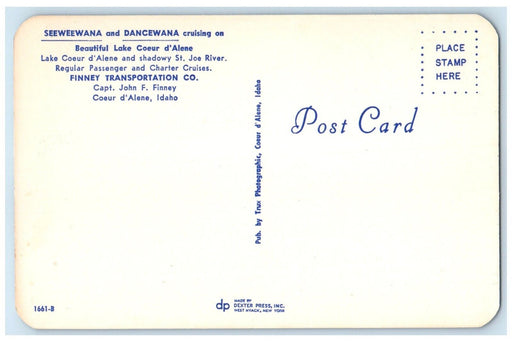 SEEWEEWANA and DANCEWANA cruising on
Beautiful Lake Coeur d'Alene
Lake Coeur d'Alene and shadowy St. Joe River.
Regular Passenger and Charter Cruises.
FINNEY TRANSPORTATION CO.
Capt. John F. Finney
Coeur d'Alene, Idaho
PLACE
STAMP
HERE
Post Card
Pub. by Trux Photographic, Coeur d'Alene, Idaho
1661-B
dp
MADE BY
DEXTER PRESS, INC.
WEST NYACK, NEW YORK